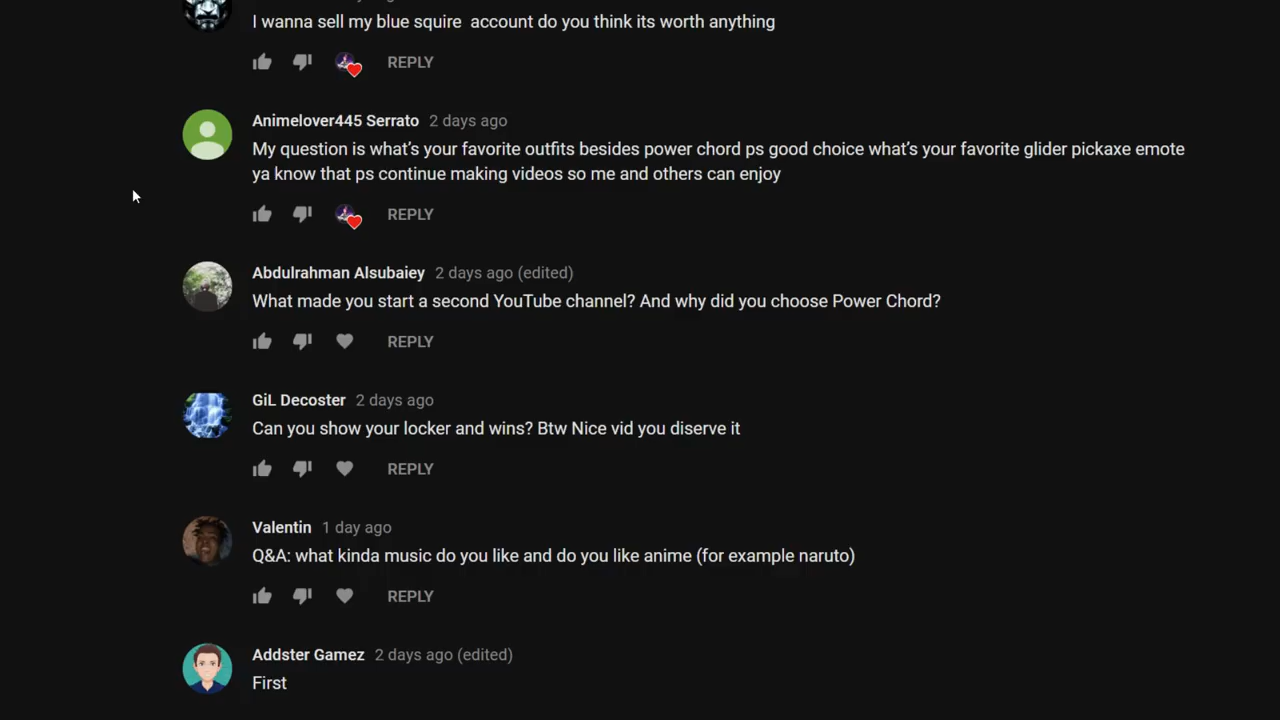 I wanna sell my blue squire  account do you think its worth anything
REPLY
Animelover445 Serrato 2 days ago
My question is what's your favorite outfits besides power chord ps good choice what's your favorite glider pickaxe emote
ya know that ps continue making videos so me and others can enjoy
REPLY
Abdulrahman Alsubaiey 2 days ago (edited)
What made you start a second YouTube channel? And why did you choose Power Chord?
REPLY
GiL Decoster 2 days ago
Can you show your locker and wins? Btw Nice vid you diserve it
REPLY
Valentin 1 day ago
Q&A: what kinda music do you like and do you like anime (for example naruto)
REPLY
Addster Gamez 2 days ago (edited)
First